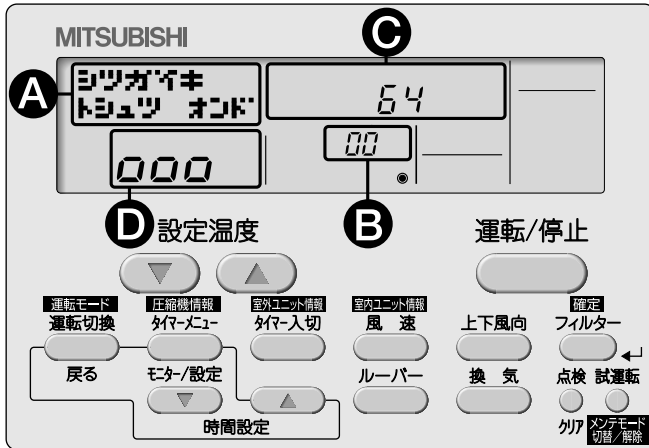 MITSUBISHI
C
A
シツガイキ
トシュツ オンド
64
00
000
D
B
設定温度
運転/停止
運転モード 圧縮機情報 室外ユニット情報 室内ユニット情報 確定
運転切換 タイマーメニュー タイマー入切 風 速 上下風向 フィルター
戻る モニター/設定 ルーバー 換 気 点検 試運転
時間設定
クリア メンテモード
切替/解除